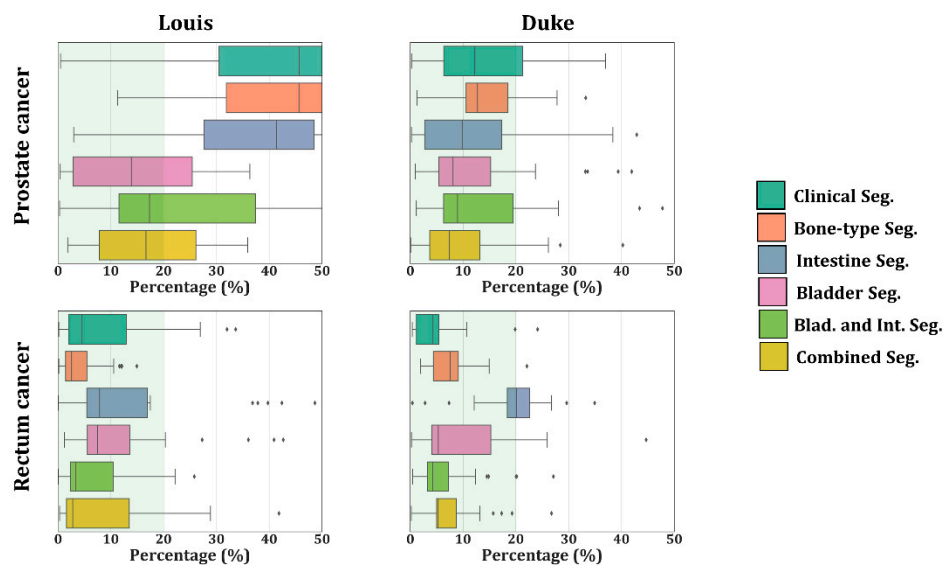 Louis
Duke
Prostate cancer
0 10 20 30 40 50
Percentage (%)
0 10 20 30 40 50
Percentage (%)
Rectum cancer
0 10 20 30 40 50
Percentage (%)
0 10 20 30 40 50
Percentage (%)
Clinical Seg.
Bone-type Seg.
Intestine Seg.
Bladder Seg.
Blad. and Int. Seg.
Combined Seg.